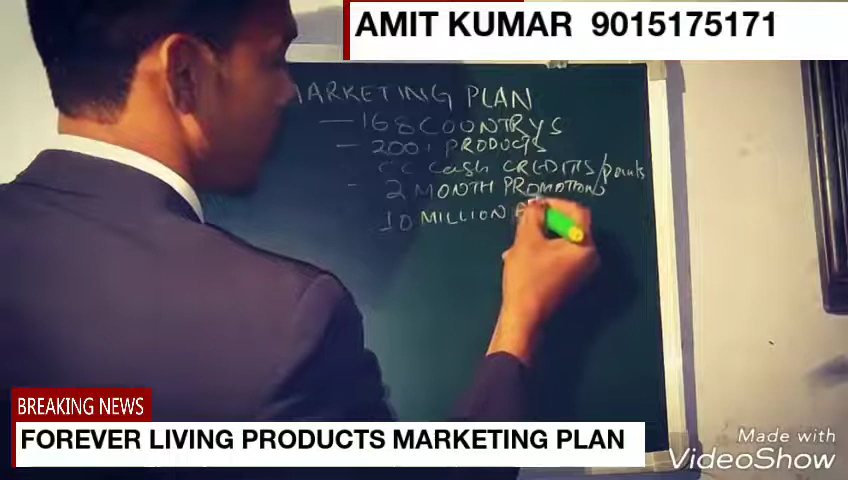 AMIT KUMAR 9015175171
MARKETING PLAN
— 168 COUNTRYS
— 200+ PRODUCTS
CC Cash CREDITS/points
- 2 MONTH PROMOTION
10 MILLION
BREAKING NEWS
FOREVER LIVING PRODUCTS MARKETING PLAN
Made with
VideoShow